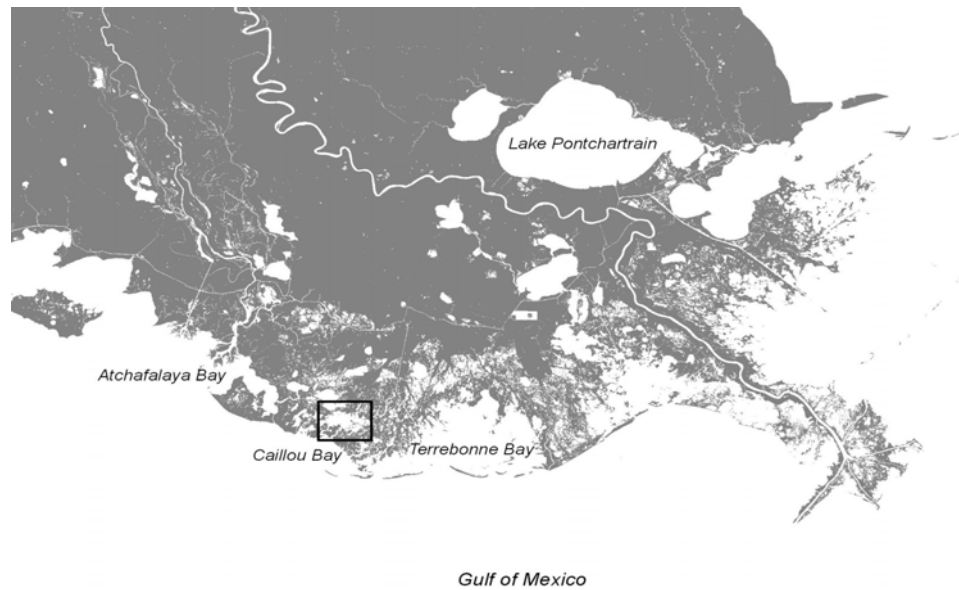 Lake Pontchartrain
Atchafalaya Bay
Caillou Bay
Terrebonne Bay
Gulf of Mexico